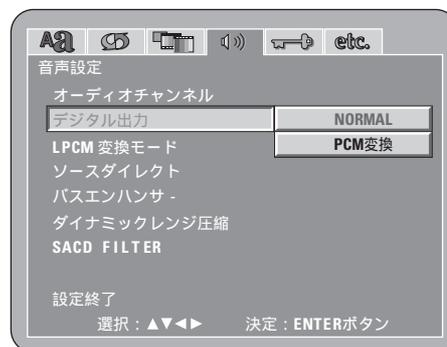 Aa etc.
音声設定
オーディオチャンネル
デジタル出力 NORMAL
LPCM 変換モード PCM変換
ソースダイレクト
バスエンハンサ -
ダイナミックレンジ圧縮
SACD FILTER
設定終了
選択：▲▼◀▶ 決定：ENTERボタン